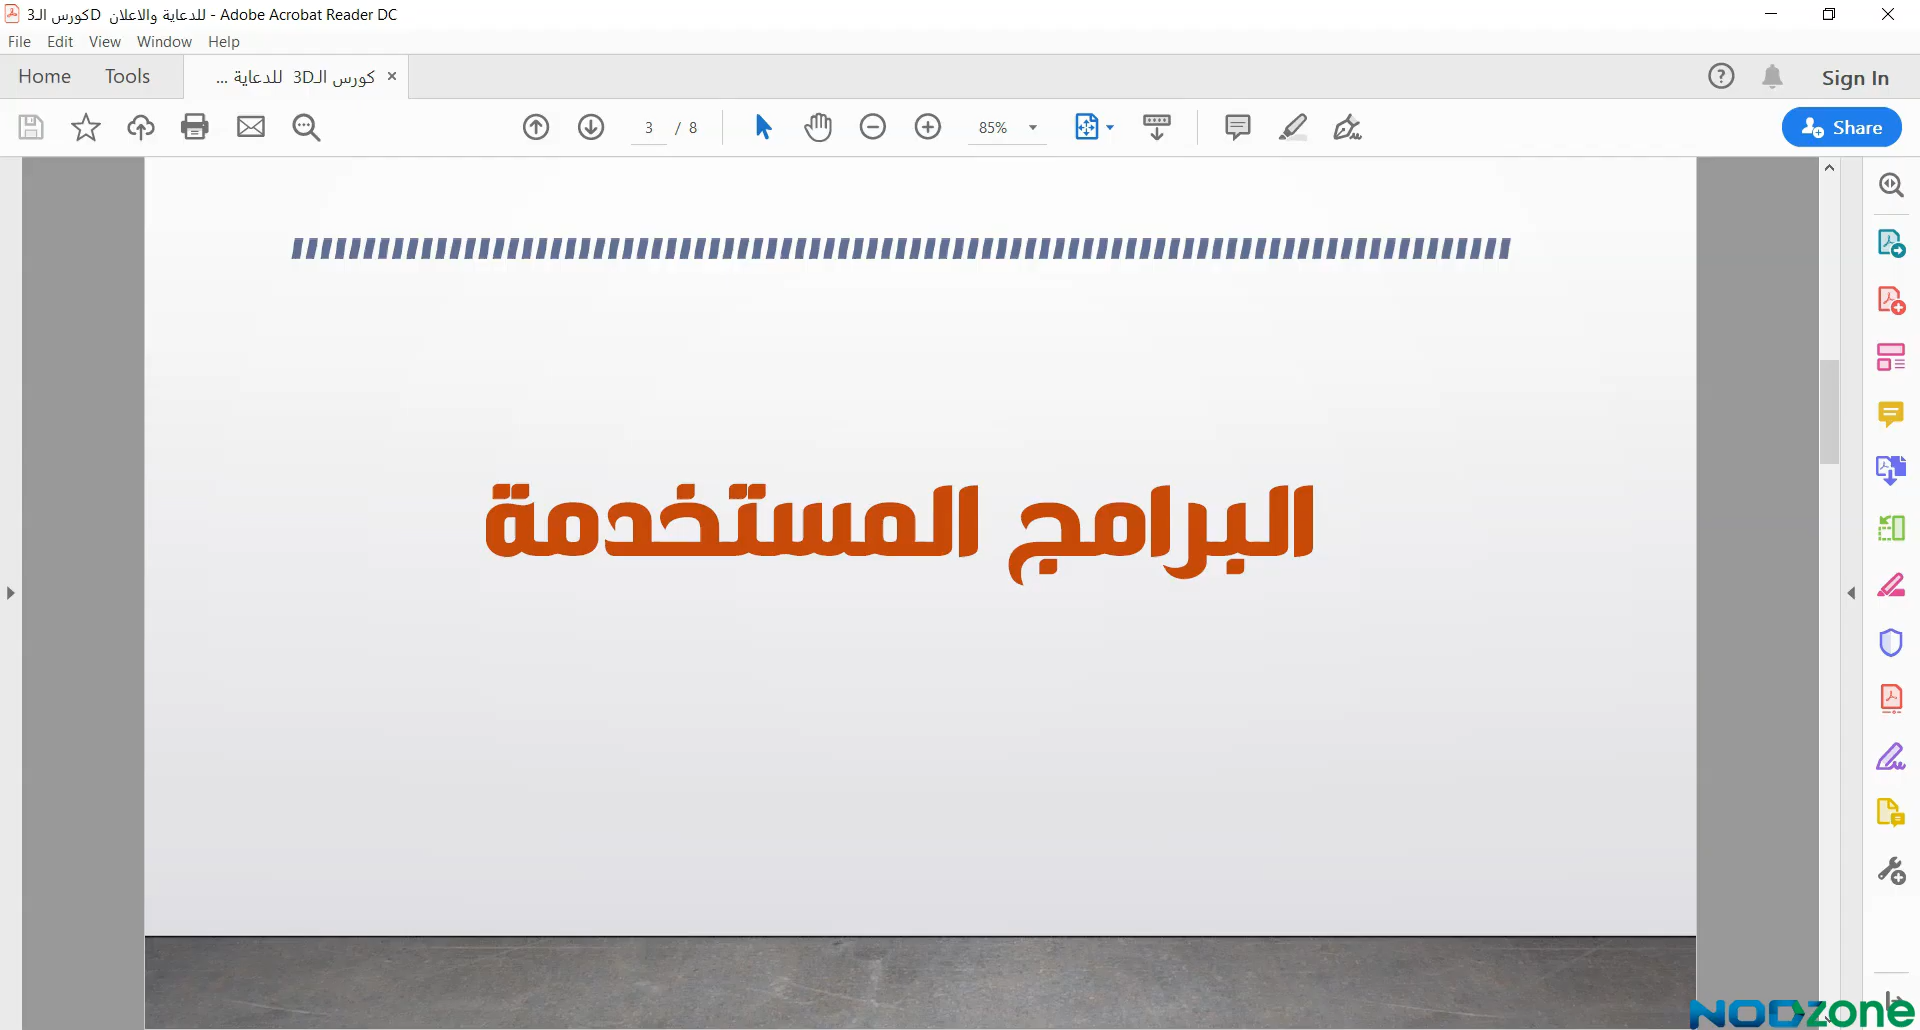 كورس الـ3D للدعاية والاعلان - Adobe Acrobat Reader DC
File Edit View Window Help
Home Tools كورس الـ3D للدعاية ... ×
Sign In
3 / 8 85%
Share
البرامج المستخدمة
NODzone